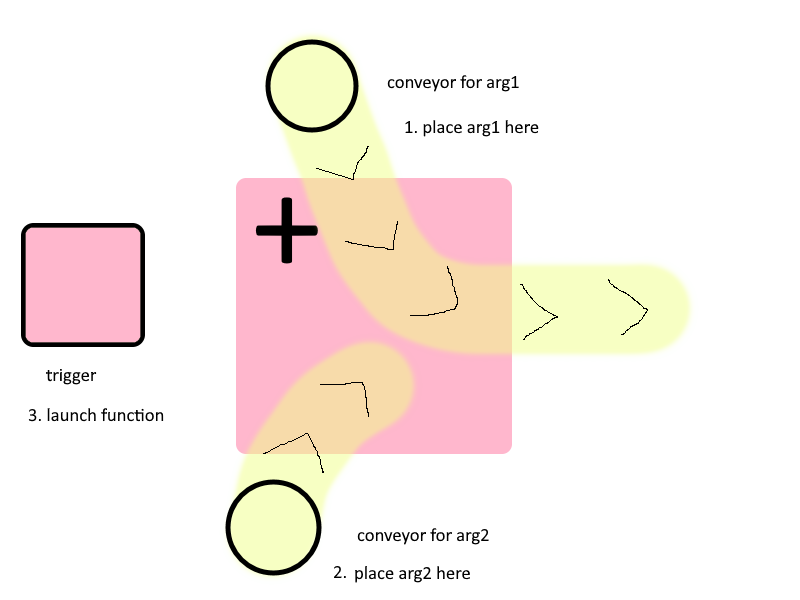 conveyor for arg1
1. place arg1 here
+
trigger
3. launch function
conveyor for arg2
2. place arg2 here